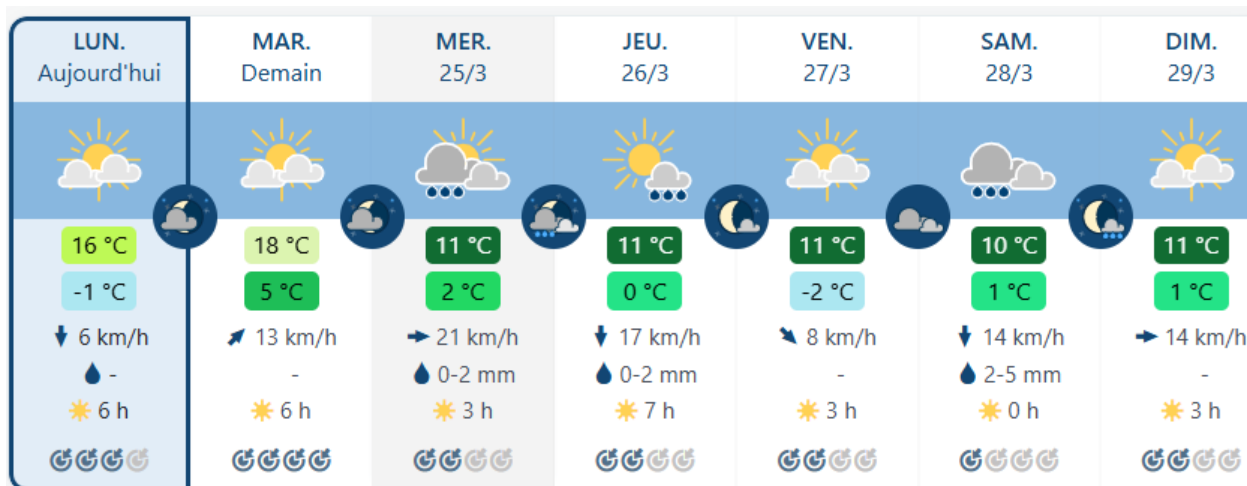 LUN. MAR. MER. JEU. VEN. SAM. DIM.
Aujourd'hui Demain 25/3 26/3 27/3 28/3 29/3
16 °C 18 °C 11 °C 11 °C 11 °C 10 °C 11 °C
-1 °C 5 °C 2 °C 0 °C -2 °C 1 °C 1 °C
6 km/h 13 km/h 21 km/h 17 km/h 8 km/h 14 km/h 14 km/h
- - 0-2 mm 0-2 mm - 2-5 mm -
6 h 6 h 3 h 7 h 3 h 0 h 3 h